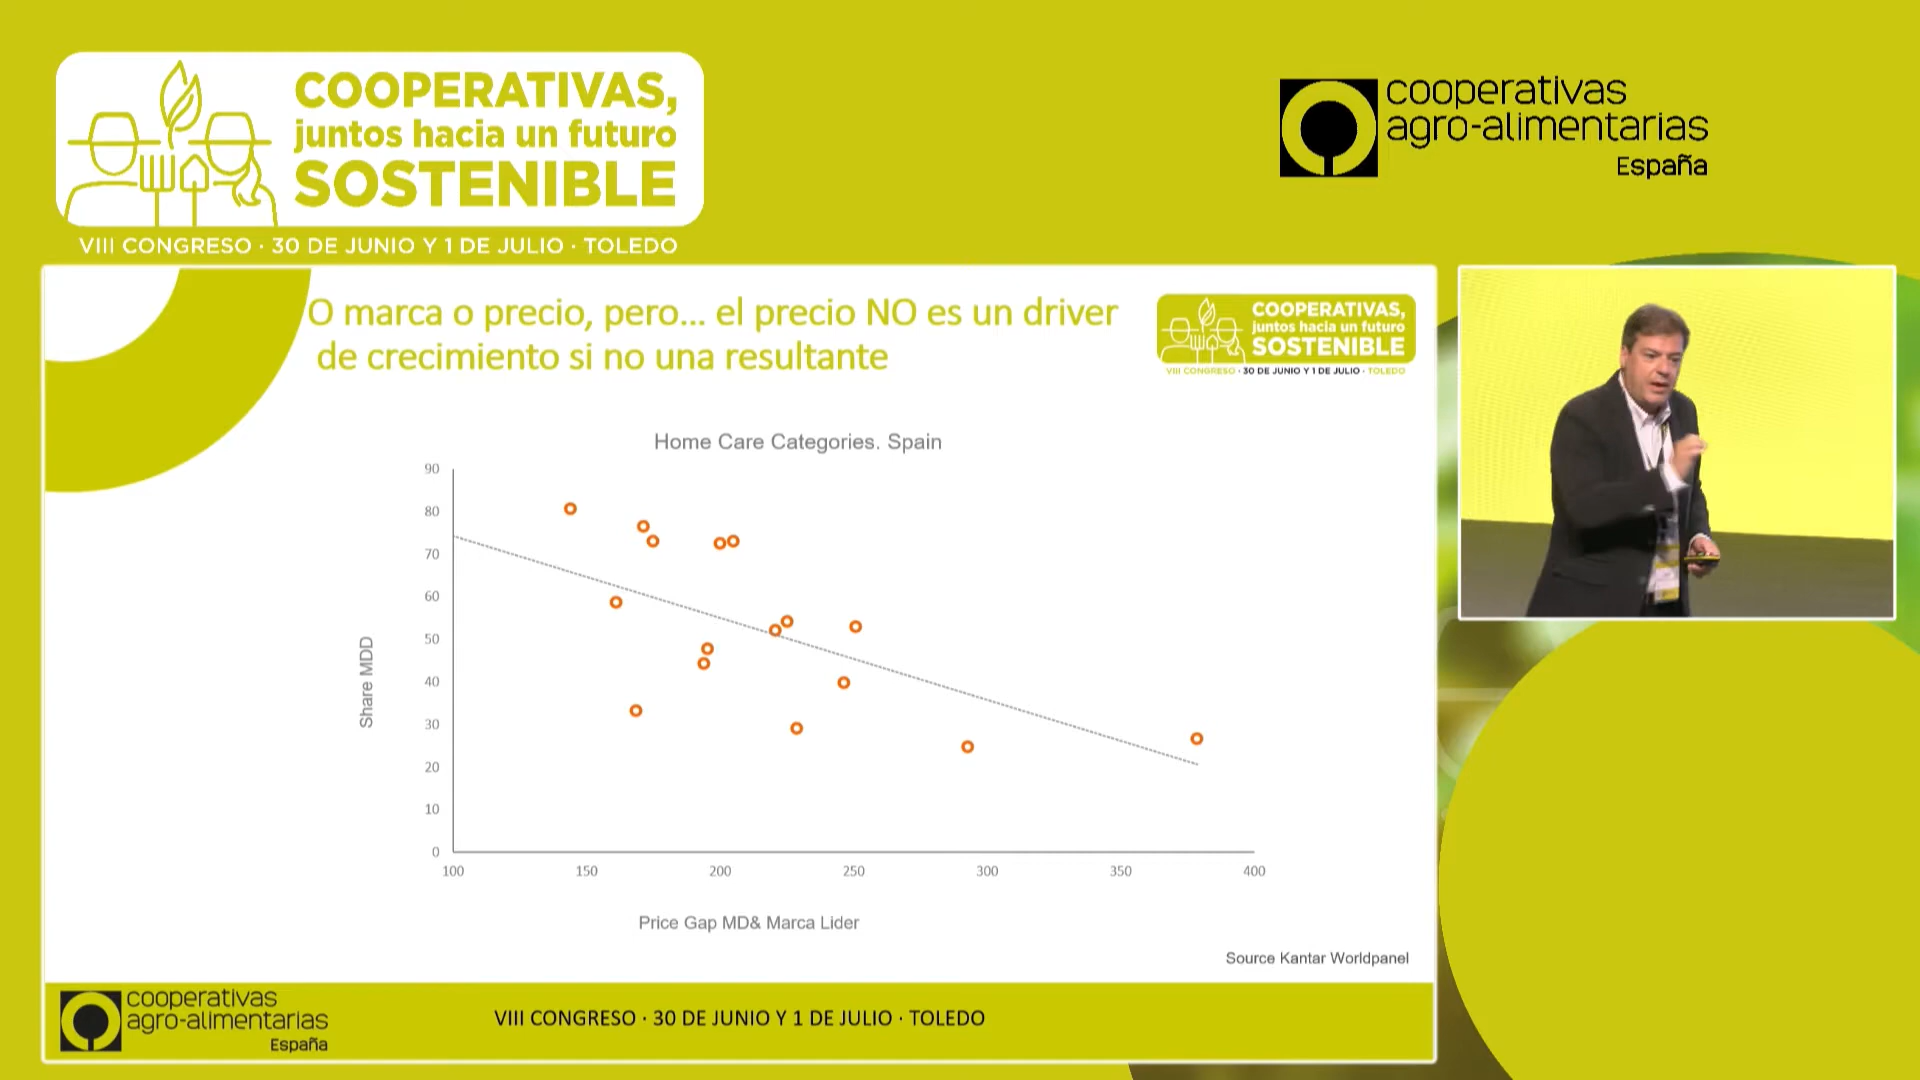 COOPERATIVAS,
juntos hacia un futuro
SOSTENIBLE
VIII CONGRESO · 30 DE JUNIO Y 1 DE JULIO · TOLEDO
cooperativas
agro-alimentarias
España
O marca o precio, pero... el precio NO es un driver
de crecimiento si no una resultante
COOPERATIVAS,
juntos hacia un futuro
SOSTENIBLE
VIII CONGRESO · 30 DE JUNIO Y 1 DE JULIO · TOLEDO
Home Care Categories. Spain
90
80
70
60
50
40
30
20
10
0
Share MDD
100 150 200 250 300 350 400
Price Gap MD& Marca Lider
Source Kantar Worldpanel
cooperativas
agro-alimentarias
España
VIII CONGRESO · 30 DE JUNIO Y 1 DE JULIO · TOLEDO